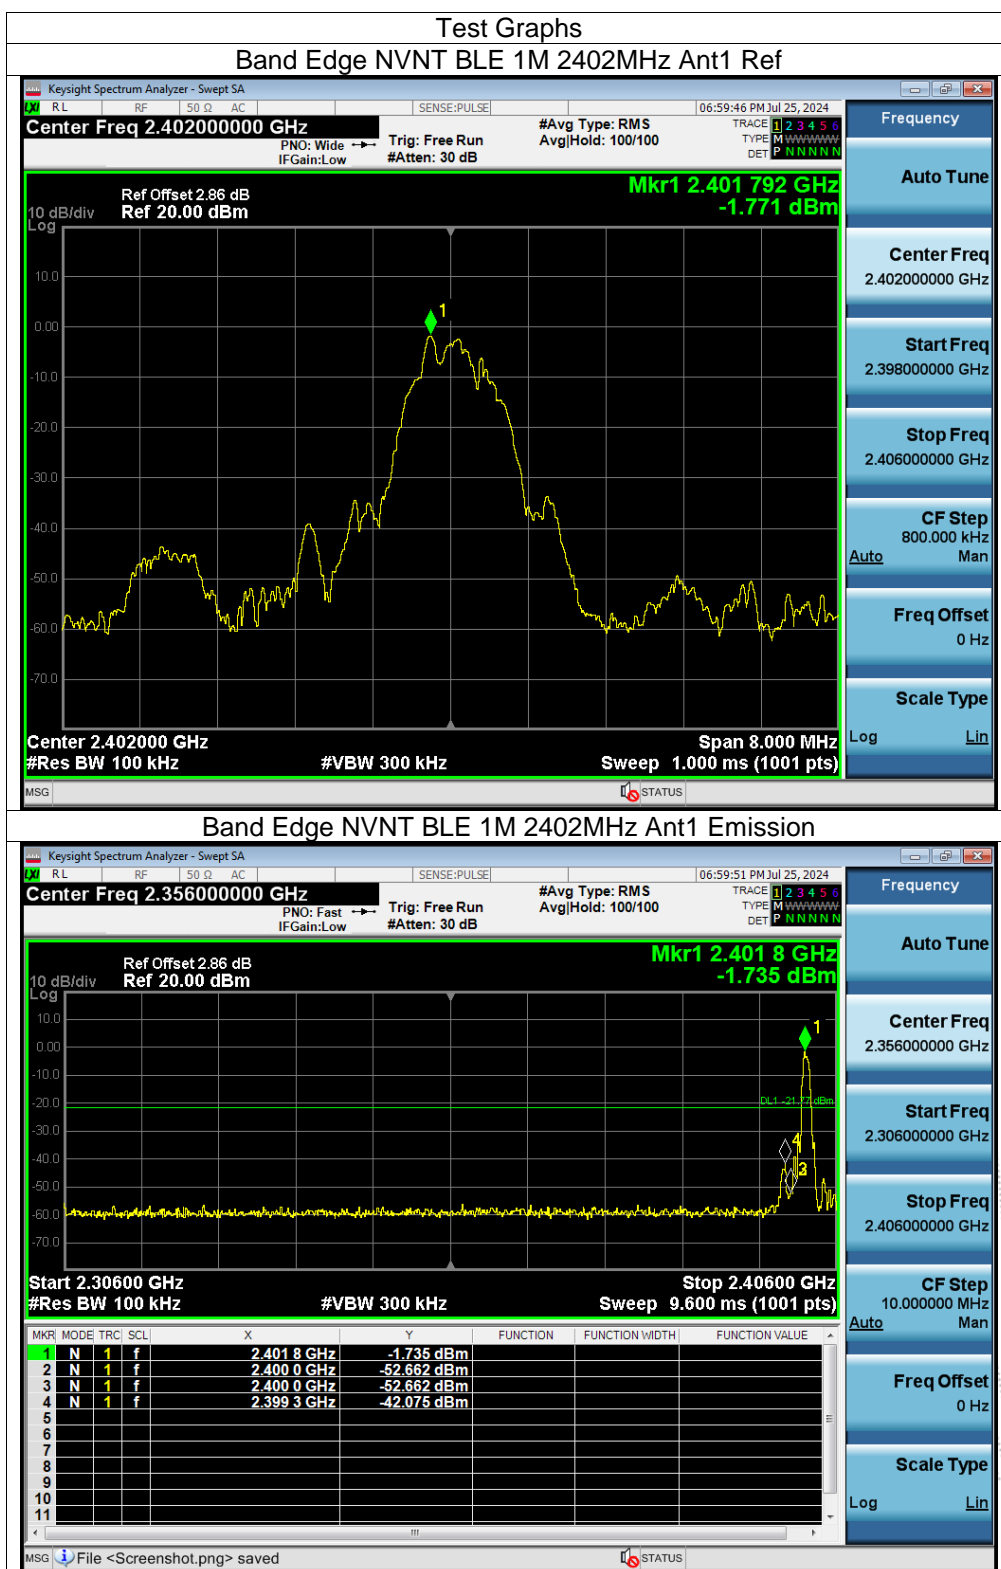 Test Graphs
Band Edge NVNT BLE 1M 2402MHz Ant1 Ref
Keysight Spectrum Analyzer - Swept SA
LXI RL RF 50 Ω AC SENSE:PULSE 06:59:46 PM Jul 25, 2024
Center Freq 2.402000000 GHz #Avg Type: RMS TRACE 1 2 3 4 5 6
PNO: Wide Trig: Free Run Avg|Hold: 100/100 TYPE M WWWWW
IFGain:Low #Atten: 30 dB DET P N N N N N
Frequency
Mkr1 2.401 792 GHz
-1.771 dBm
Ref Offset 2.86 dB
10 dB/div Ref 20.00 dBm
Log
10.0
0.00
-10.0
-20.0
-30.0
-40.0
-50.0
-60.0
-70.0
1
Center 2.402000 GHz Span 8.000 MHz
#Res BW 100 kHz #VBW 300 kHz Sweep 1.000 ms (1001 pts)
Auto Tune
Center Freq
2.402000000 GHz
Start Freq
2.398000000 GHz
Stop Freq
2.406000000 GHz
CF Step
800.000 kHz
Auto Man
Freq Offset
0 Hz
Scale Type
Log Lin
MSG STATUS
Band Edge NVNT BLE 1M 2402MHz Ant1 Emission
Keysight Spectrum Analyzer - Swept SA
LXI RL RF 50 Ω AC SENSE:PULSE 06:59:51 PM Jul 25, 2024
Center Freq 2.356000000 GHz #Avg Type: RMS TRACE 1 2 3 4 5 6
PNO: Fast Trig: Free Run Avg|Hold: 100/100 TYPE M WWWWW
IFGain:Low #Atten: 30 dB DET P N N N N N
Frequency
Mkr1 2.401 8 GHz
-1.735 dBm
Ref Offset 2.86 dB
10 dB/div Ref 20.00 dBm
Log
10.0
0.00
-10.0
-20.0
-30.0
-40.0
-50.0
-60.0
-70.0
1
DL1 -21.77 dBm
4
3
Start 2.30600 GHz Stop 2.40600 GHz
#Res BW 100 kHz #VBW 300 kHz Sweep 9.600 ms (1001 pts)
MKR MODE TRC SCL X Y FUNCTION FUNCTION WIDTH FUNCTION VALUE
1 N 1 f 2.401 8 GHz -1.735 dBm
2 N 1 f 2.400 0 GHz -52.662 dBm
3 N 1 f 2.400 0 GHz -52.662 dBm
4 N 1 f 2.399 3 GHz -42.075 dBm
5
6
7
8
9
10
11
Auto Tune
Center Freq
2.356000000 GHz
Start Freq
2.306000000 GHz
Stop Freq
2.406000000 GHz
CF Step
10.000000 MHz
Auto Man
Freq Offset
0 Hz
Scale Type
Log Lin
MSG File <Screenshot.png> saved STATUS